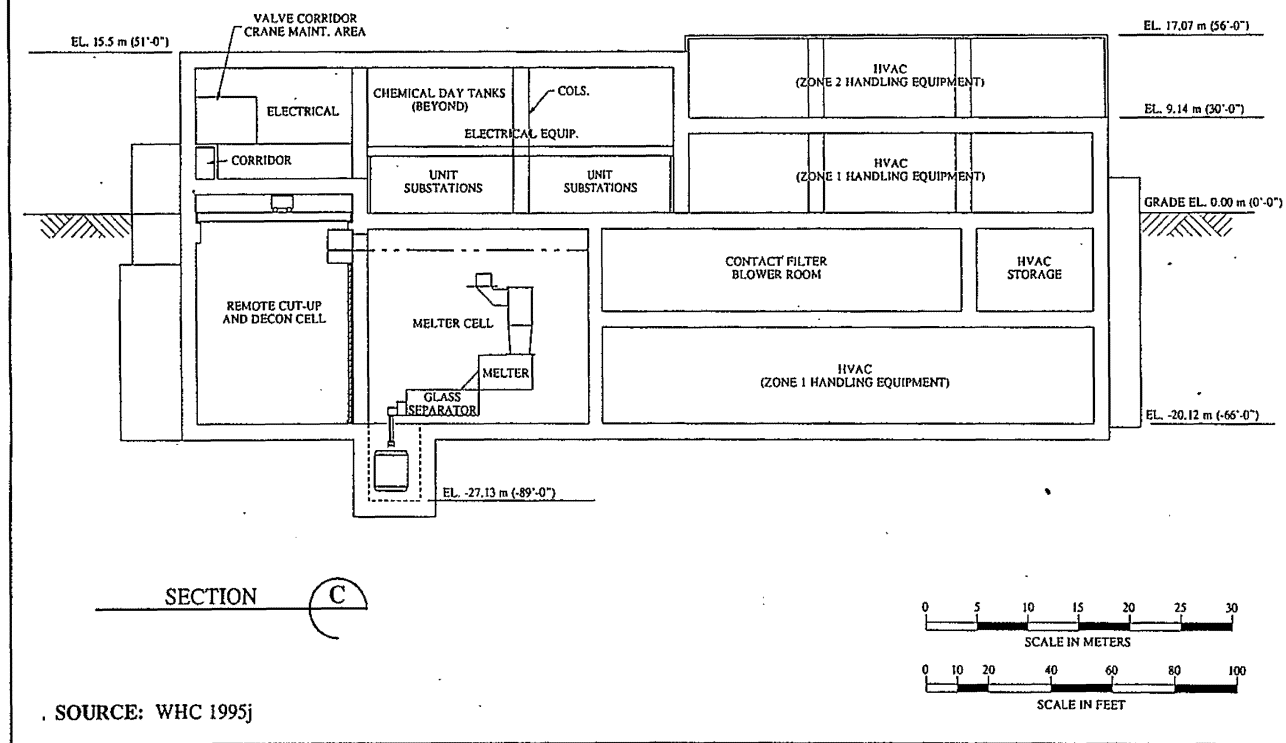 VALVE CORRIDOR
CRANE MAINT. AREA
EL. 15.5 m (51'-0")
EL. 17.07 m (56'-0")
HVAC
(ZONE 2 HANDLING EQUIPMENT)
CHEMICAL DAY TANKS
(BEYOND)
COLS.
ELECTRICAL
EL. 9.14 m (30'-0")
ELECTRICAL EQUIP.
CORRIDOR
HVAC
(ZONE 1 HANDLING EQUIPMENT)
UNIT
SUBSTATIONS
UNIT
SUBSTATIONS
GRADE EL. 0.00 m (0'-0")
CONTACT FILTER
BLOWER ROOM
HVAC
STORAGE
REMOTE CUT-UP
AND DECON CELL
MELTER CELL
MELTER
HVAC
(ZONE 1 HANDLING EQUIPMENT)
GLASS
SEPARATOR
EL. -20.12 m (-66'-0")
EL. -27.13 m (-89'-0")
SECTION C
0 5 10 15 20 25 30
SCALE IN METERS
0 10 20 40 60 80 100
SCALE IN FEET
SOURCE: WHC 1995j